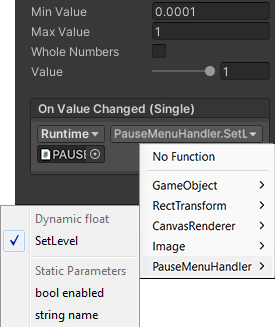 Min Value 0.0001
Max Value 1
Whole Numbers
Value 1
On Value Changed (Single)
Runtime PauseMenuHandler.SetL
PAUSE
No Function
GameObject
RectTransform
CanvasRenderer
Image
PauseMenuHandler
Dynamic float
SetLevel
Static Parameters
bool enabled
string name